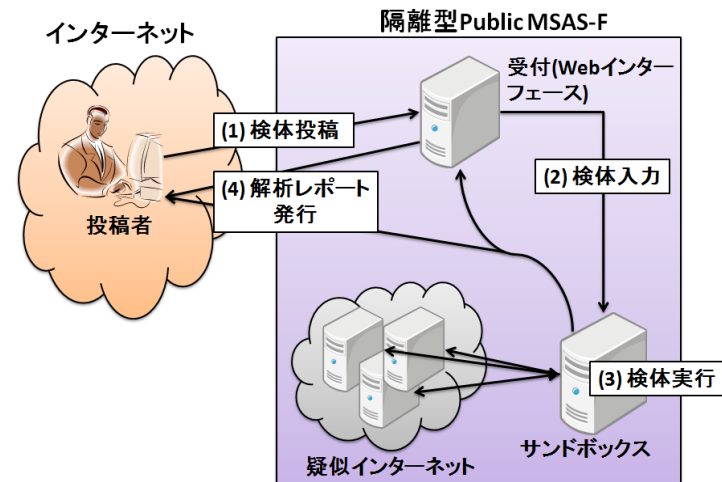 インターネット
隔離型Public MSAS-F
受付(Webインター
フェース)
(1) 検体投稿
(2) 検体入力
(4) 解析レポート
発行
投稿者
(3) 検体実行
サンドボックス
疑似インターネット